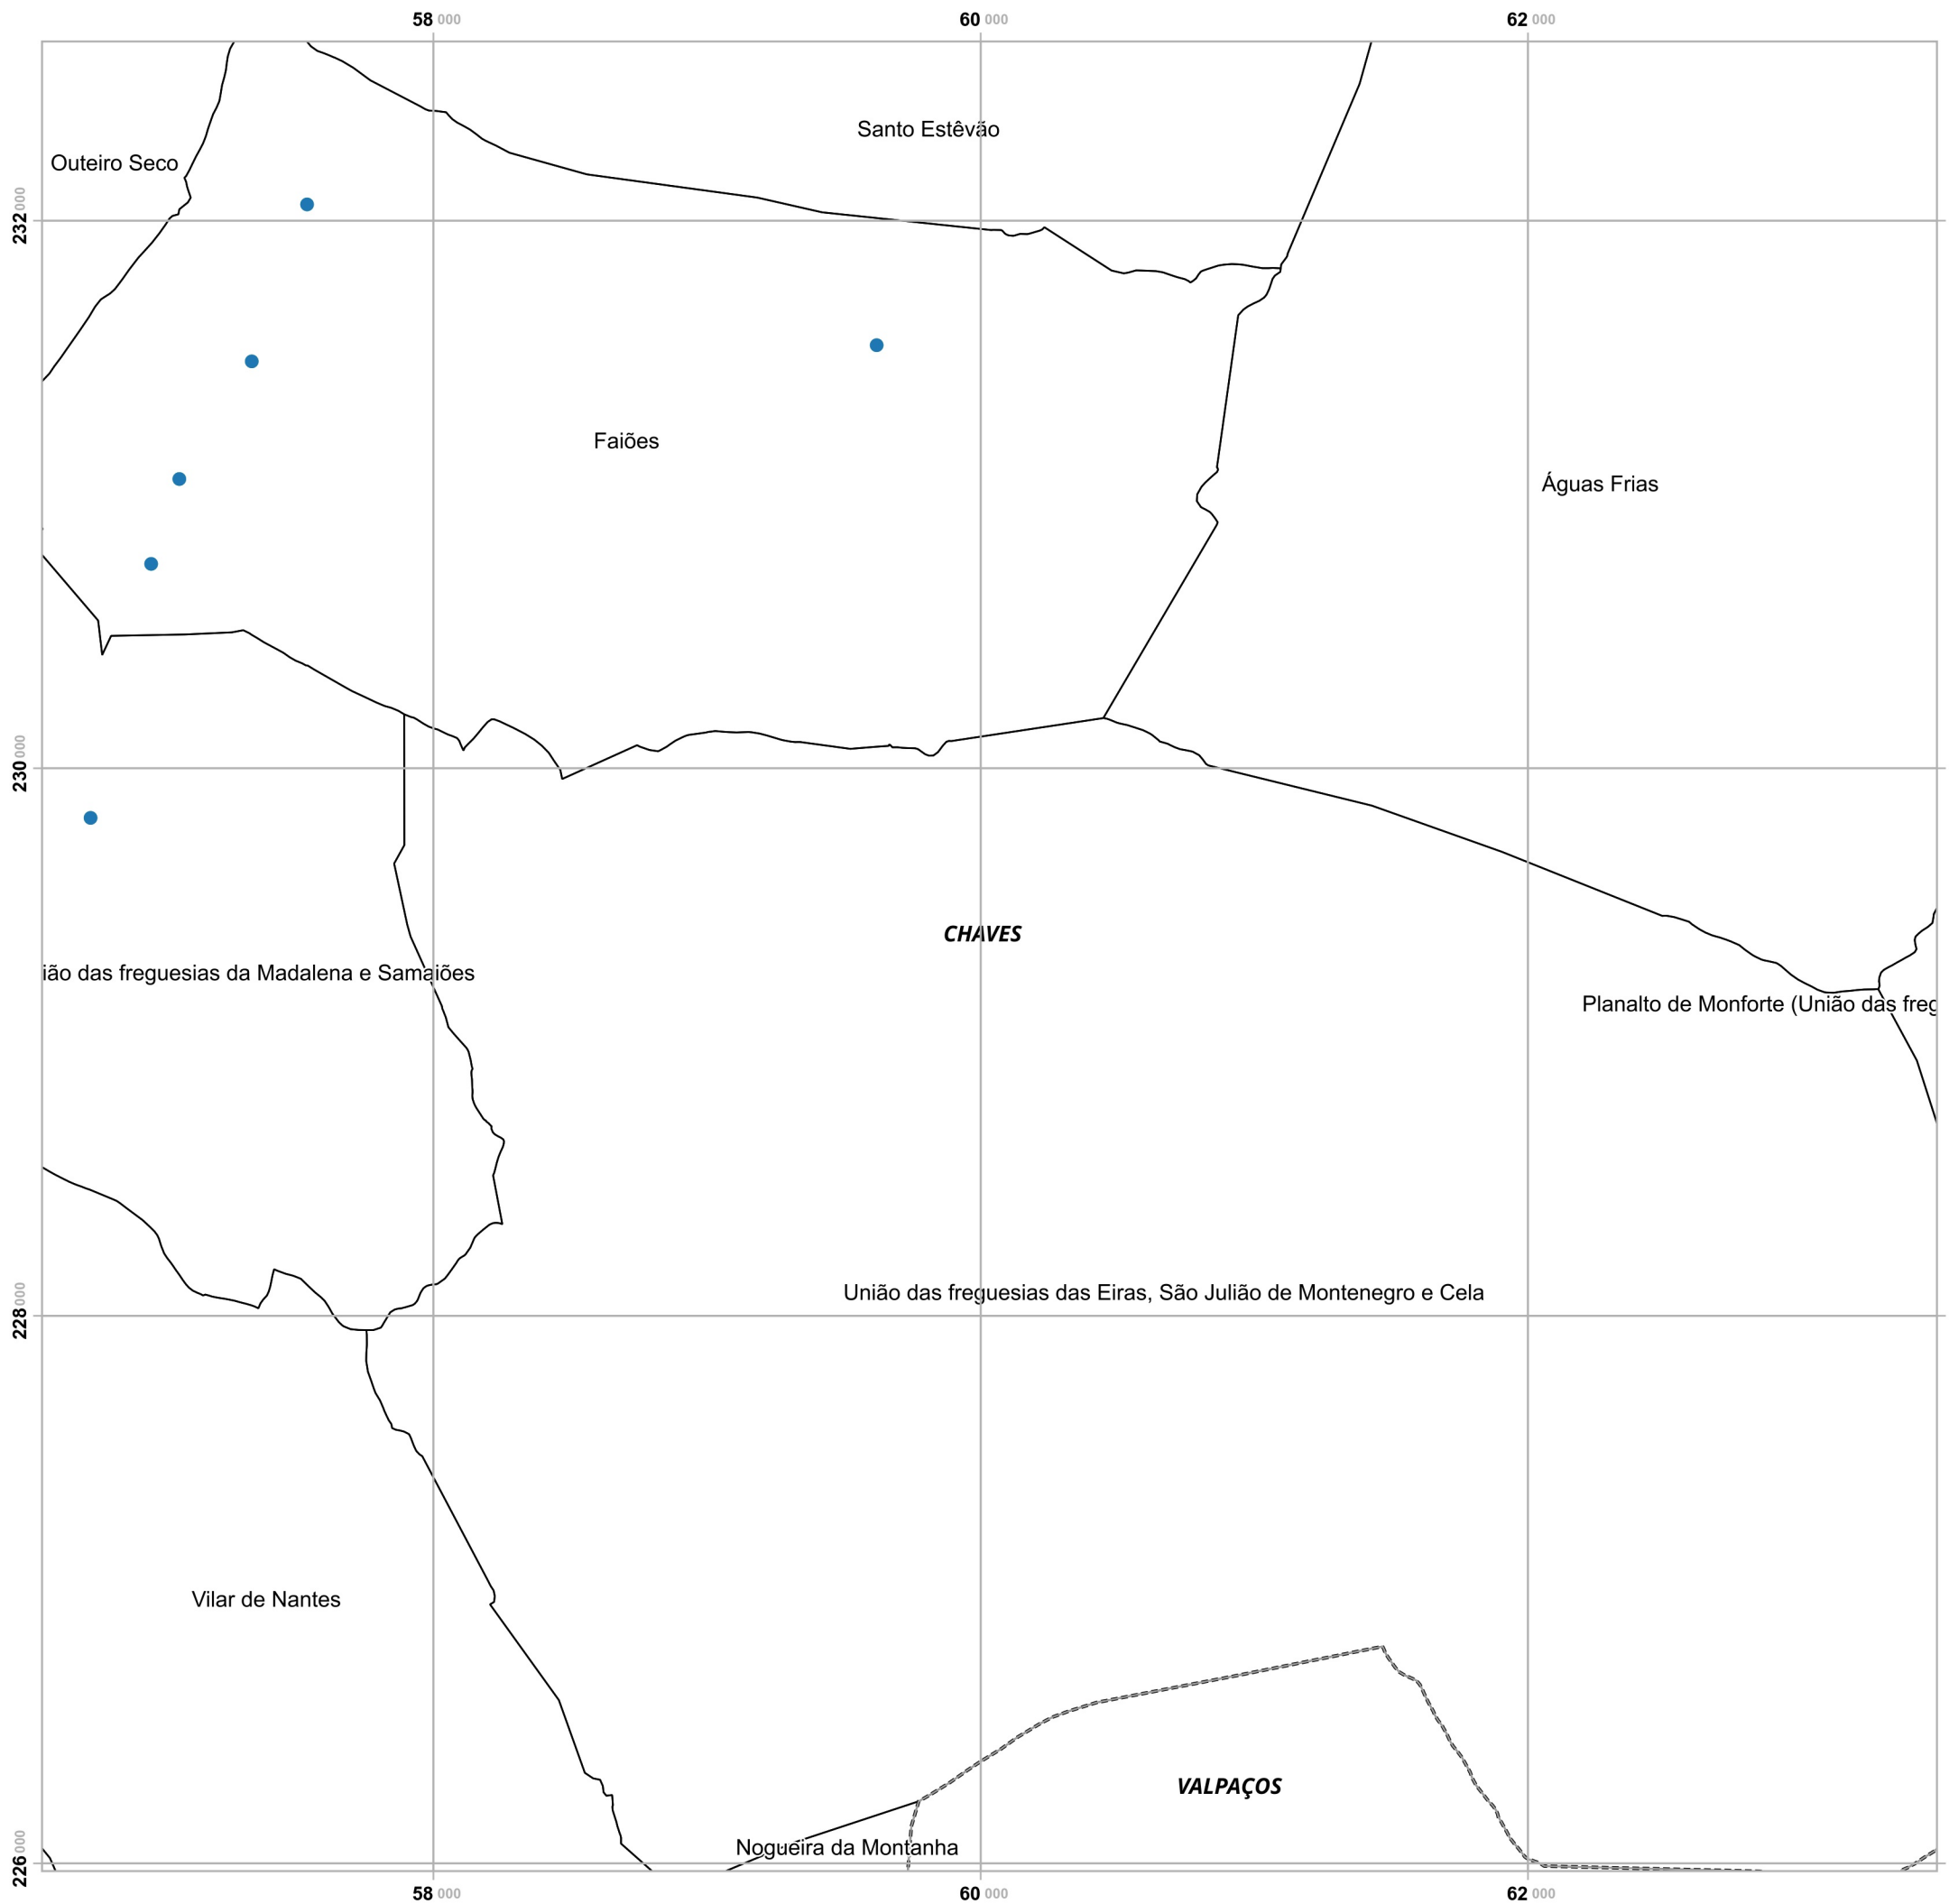 58 000 60 000 62 000
Santo Estêvão
Outeiro Seco
232 000
Faiões
Águas Frias
230 000
CHAVES
ião das freguesias da Madalena e Samaiões
Planalto de Monforte (União das freg
União das freguesias das Eiras, São Julião de Montenegro e Cela
228 000
Vilar de Nantes
VALPAÇOS
Nogueira da Montanha
226 000
58 000 60 000 62 000